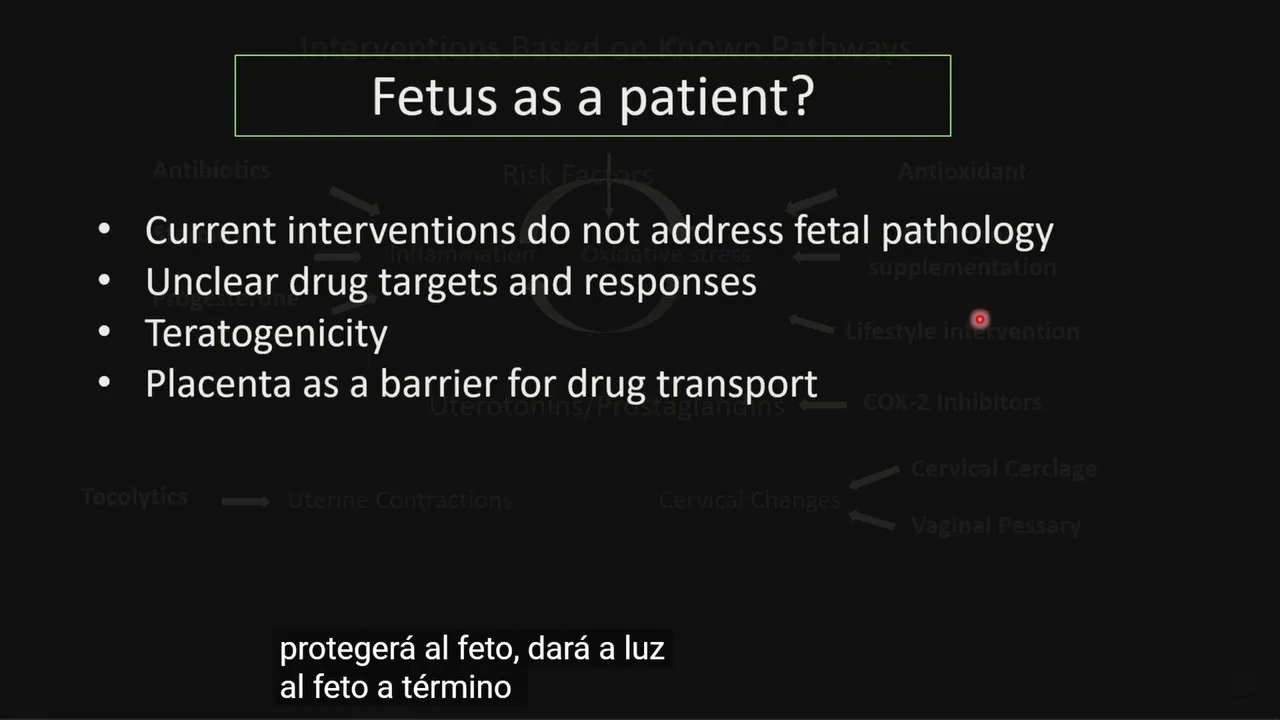 Interventions Based on Known Pathways
Fetus as a patient?
Antibiotics
Risk Factors
Antioxidant
Current interventions do not address fetal pathology
Inflammation
Oxidative stress
supplementation
Unclear drug targets and responses
Progesterone
Lifestyle intervention
Teratogenicity
Placenta as a barrier for drug transport
Uterotonins/Prostaglandins
COX-2 Inhibitors
Cervical Cerclage
Tocolytics
Uterine Contractions
Cervical Changes
Vaginal Pessary
protegerá al feto, dará a luz
al feto a término